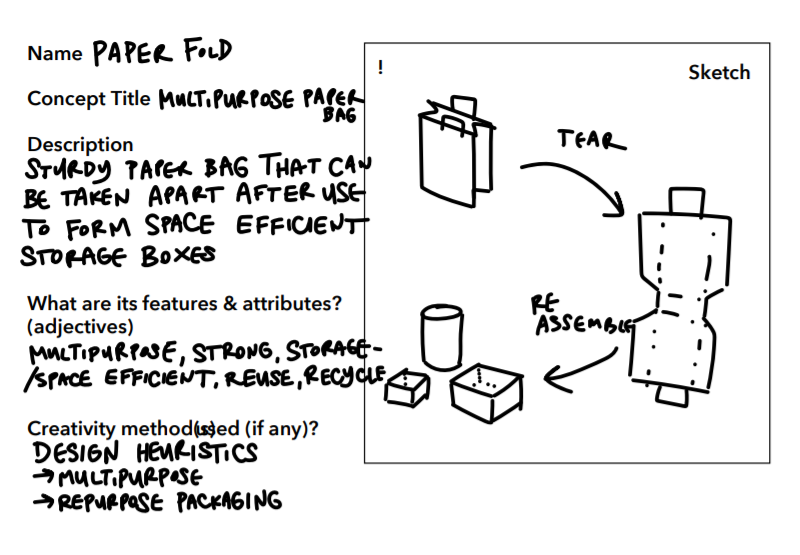 Name PAPER FOLD
Concept Title MULTIPURPOSE PAPER
BAG
Description
STURDY PAPER BAG THAT CAN
BE TAKEN APART AFTER USE
TO FORM SPACE EFFICIENT
STORAGE BOXES
What are its features & attributes?
(adjectives)
MULTIPURPOSE, STRONG, STORAGE-
/SPACE EFFICIENT, REUSE, RECYCLE
Creativity method(s)used (if any)?
DESIGN HEURISTICS
→ MULTIPURPOSE
→ REPURPOSE PACKAGING
!
Sketch
TEAR
RE
ASSEMBLE